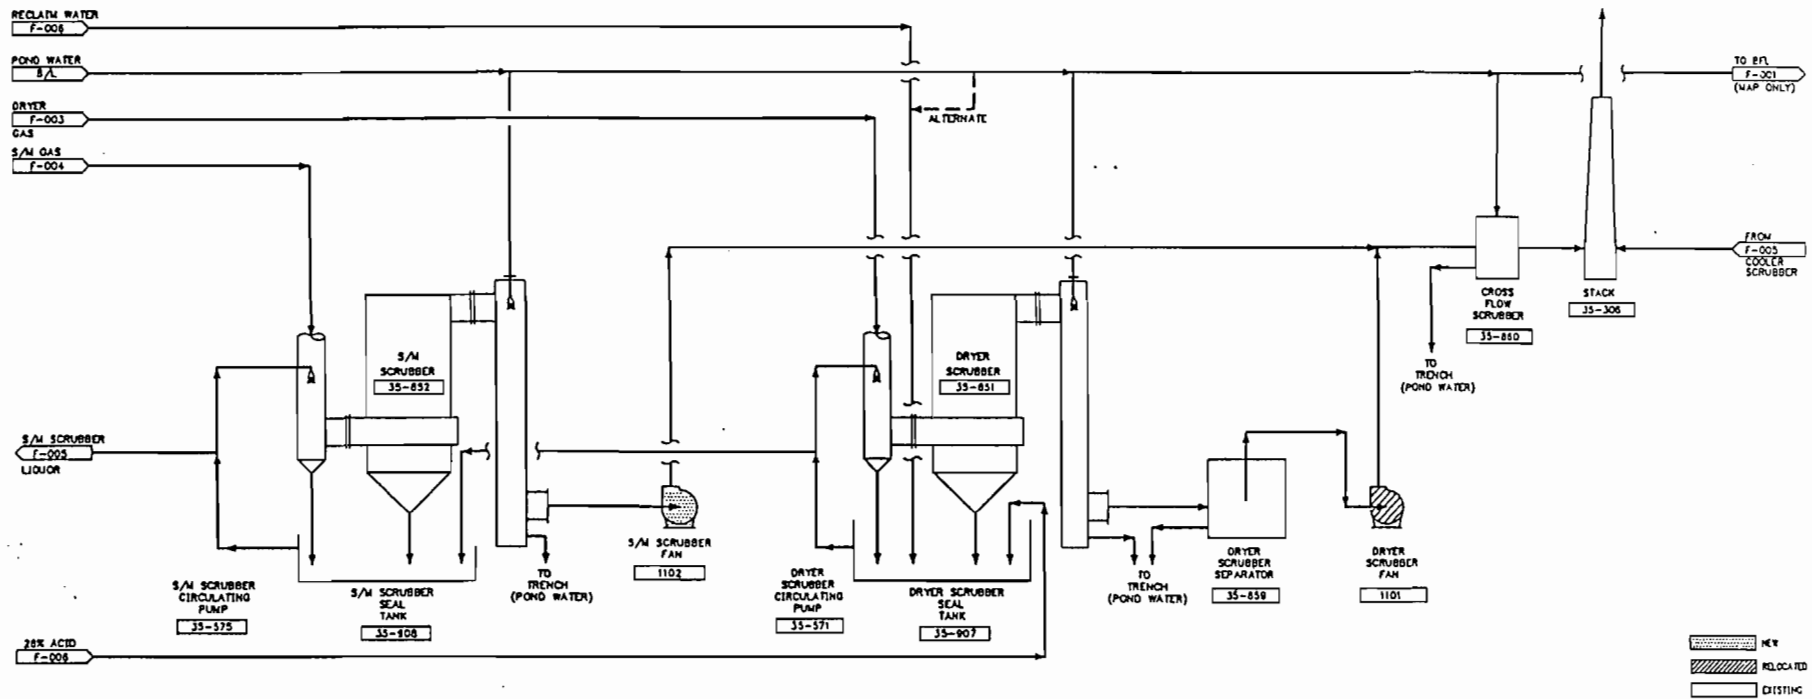 RECLAIM WATER
F-006
POND WATER
B/L
DRYER
F-003
GAS
S/M GAS
F-004
ALTERNATE
TO EFL
F-001
(MAP ONLY)
FROM
F-005
COOLER
SCRUBBER
STACK
35-306
CROSS
FLOW
SCRUBBER
35-860
TO
TRENCH
(POND WATER)
S/M
SCRUBBER
35-852
DRYER
SCRUBBER
35-851
S/M SCRUBBER
F-005
LIQUOR
S/M SCRUBBER
CIRCULATING
PUMP
35-575
S/M SCRUBBER
SEAL
TANK
35-908
TO
TRENCH
(POND WATER)
S/M SCRUBBER
FAN
1102
DRYER
SCRUBBER
CIRCULATING
PUMP
35-571
DRYER SCRUBBER
SEAL
TANK
35-907
TO
TRENCH
(POND WATER)
DRYER
SCRUBBER
SEPARATOR
35-859
DRYER
SCRUBBER
FAN
1101
28% ACID
F-006
NEW
RELOCATED
EXISTING